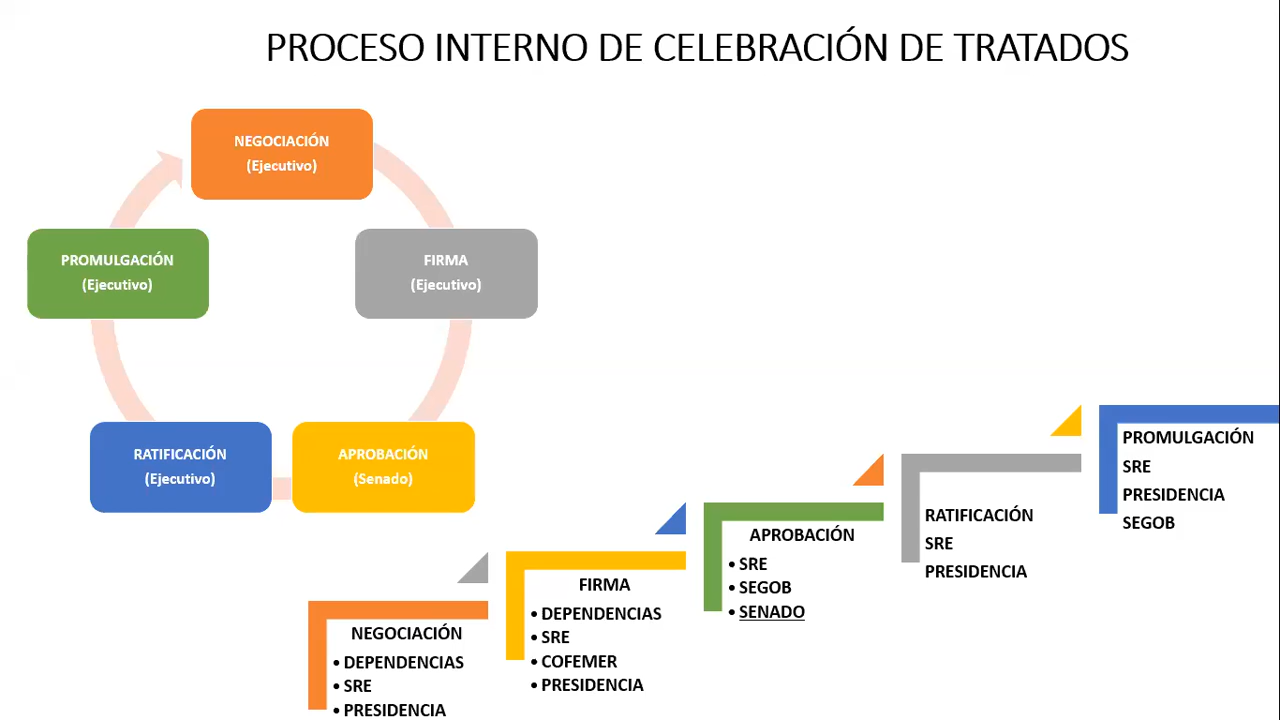 PROCESO INTERNO DE CELEBRACIÓN DE TRATADOS
NEGOCIACIÓN
(Ejecutivo)
FIRMA
(Ejecutivo)
APROBACIÓN
(Senado)
RATIFICACIÓN
(Ejecutivo)
PROMULGACIÓN
(Ejecutivo)
NEGOCIACIÓN
• DEPENDENCIAS
• SRE
• PRESIDENCIA
FIRMA
• DEPENDENCIAS
• SRE
• COFEMER
• PRESIDENCIA
APROBACIÓN
• SRE
• SEGOB
• SENADO
RATIFICACIÓN
SRE
PRESIDENCIA
PROMULGACIÓN
SRE
PRESIDENCIA
SEGOB